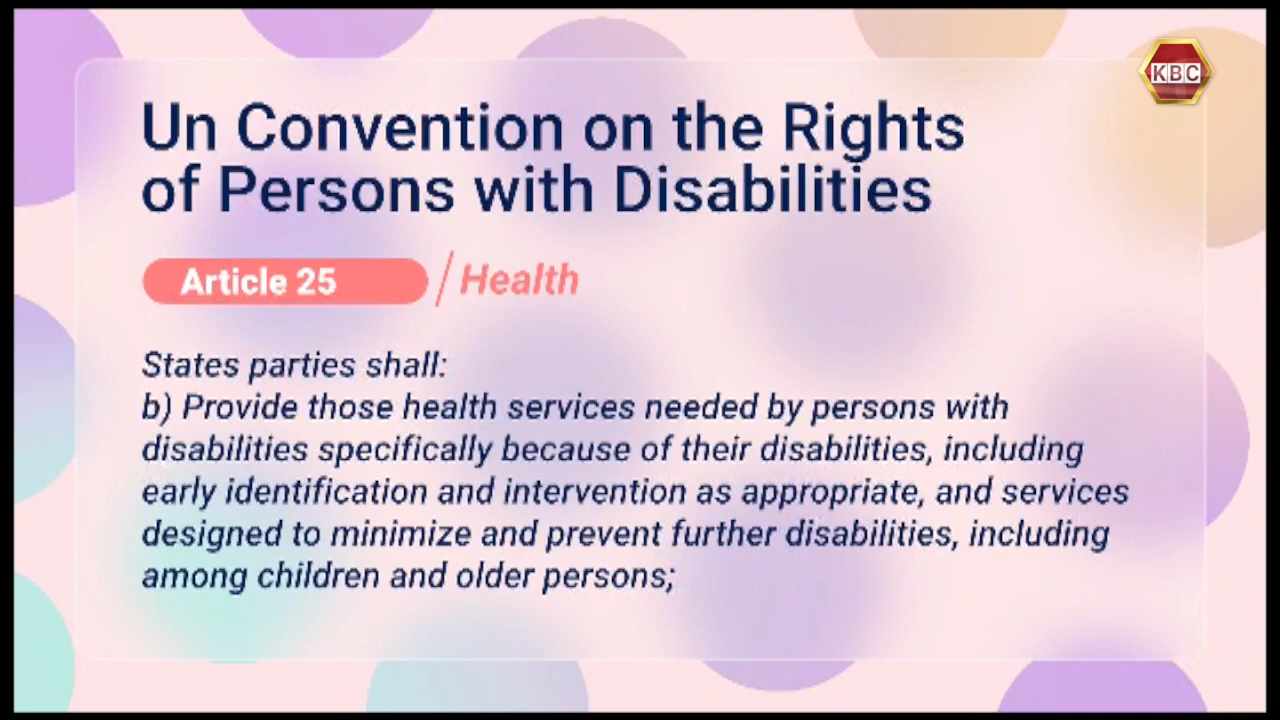 KBC
Un Convention on the Rights
of Persons with Disabilities
Article 25 / Health
States parties shall:
b) Provide those health services needed by persons with
disabilities specifically because of their disabilities, including
early identification and intervention as appropriate, and services
designed to minimize and prevent further disabilities, including
among children and older persons;